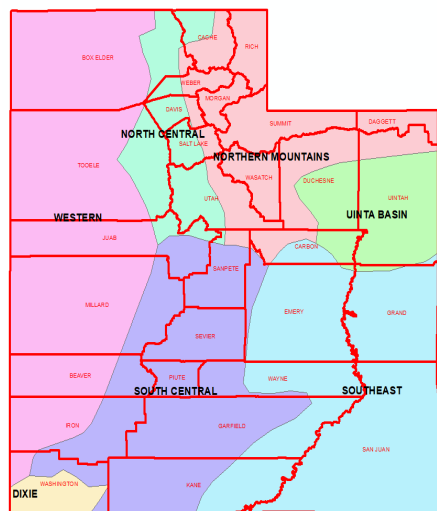 CACHE
RICH
BOX ELDER
WEBER
MORGAN
DAVIS
SUMMIT
DAGGETT
NORTH CENTRAL
SALT LAKE
NORTHERN MOUNTAINS
TOOELE
WASATCH
DUCHESNE
UTAH
UINTAH
WESTERN
UINTA BASIN
JUAB
CARBON
SANPETE
MILLARD
EMERY
GRAND
SEVIER
BEAVER
PIUTE
WAYNE
SOUTH CENTRAL
SOUTHEAST
IRON
GARFIELD
SAN JUAN
WASHINGTON
KANE
DIXIE